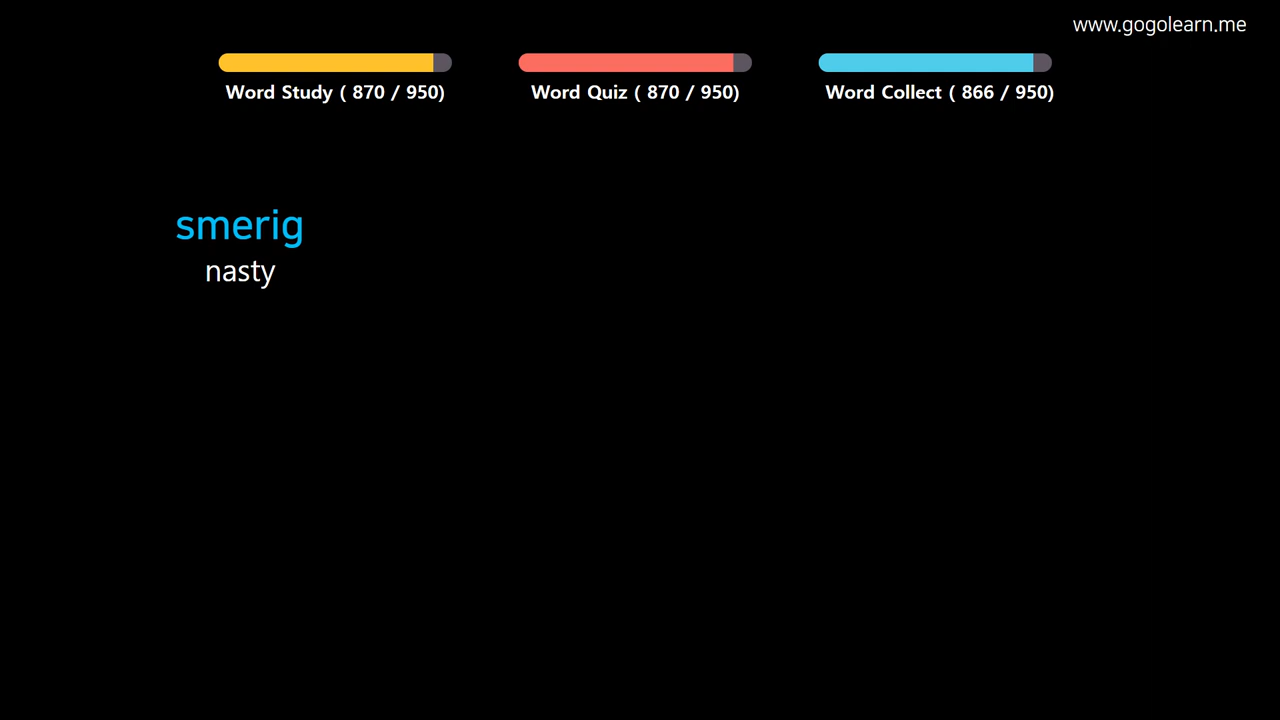 www.gogolearn.me
Word Study ( 870 / 950)
Word Quiz ( 870 / 950)
Word Collect ( 866 / 950)
smerig
nasty